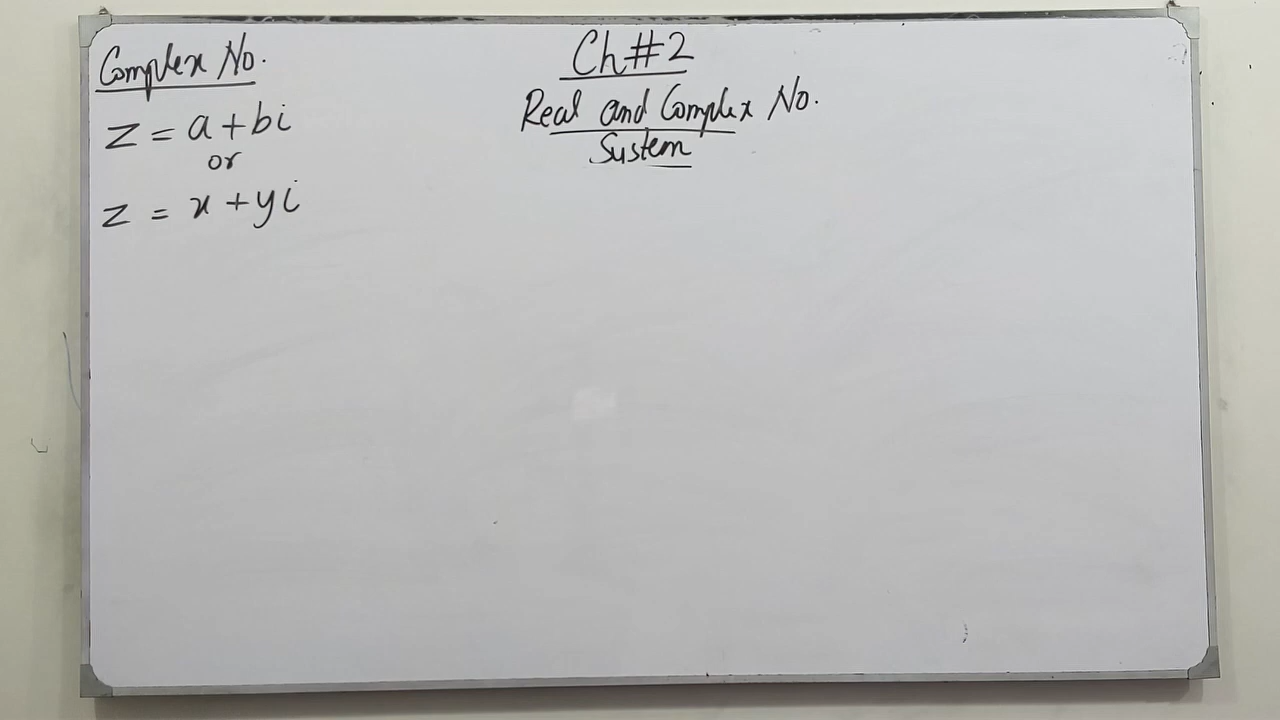 Complex No.
z = a + bi
or
z = x + yi
Ch#2
Real and Complex No.
System